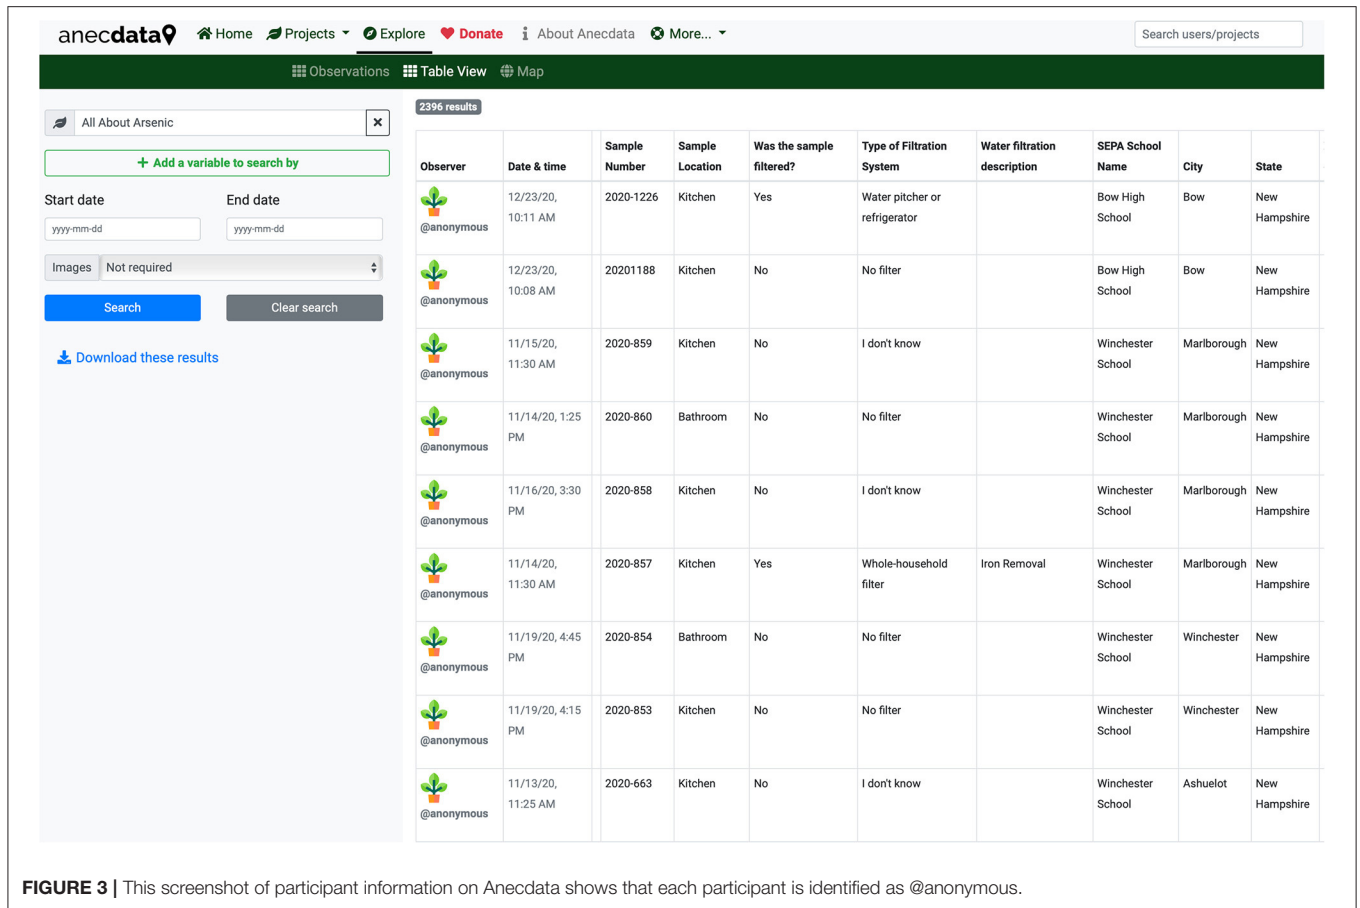 anecdata Home Projects Explore Donate About Anecdata More... Search users/projects
Observations Table View Map
All About Arsenic
+ Add a variable to search by
Start date End date
yyyy-mm-dd yyyy-mm-dd
Images Not required
Search Clear search
Download these results
2396 results
Observer Date & time Sample Number Sample Location Was the sample filtered? Type of Filtration System Water filtration description SEPA School Name City State
@anonymous 12/23/20, 10:11 AM 2020-1226 Kitchen Yes Water pitcher or refrigerator Bow High School Bow New Hampshire
@anonymous 12/23/20, 10:08 AM 20201188 Kitchen No No filter Bow High School Bow New Hampshire
@anonymous 11/15/20, 11:30 AM 2020-859 Kitchen No I don't know Winchester School Marlborough New Hampshire
@anonymous 11/14/20, 1:25 PM 2020-860 Bathroom No No filter Winchester School Marlborough New Hampshire
@anonymous 11/16/20, 3:30 PM 2020-858 Kitchen No I don't know Winchester School Marlborough New Hampshire
@anonymous 11/14/20, 11:30 AM 2020-857 Kitchen Yes Whole-household filter Iron Removal Winchester School Marlborough New Hampshire
@anonymous 11/19/20, 4:45 PM 2020-854 Bathroom No No filter Winchester School Winchester New Hampshire
@anonymous 11/19/20, 4:15 PM 2020-853 Kitchen No No filter Winchester School Winchester New Hampshire
@anonymous 11/13/20, 11:25 AM 2020-663 Kitchen No I don't know Winchester School Ashuelot New Hampshire
FIGURE 3 | This screenshot of participant information on Anecdata shows that each participant is identified as @anonymous.